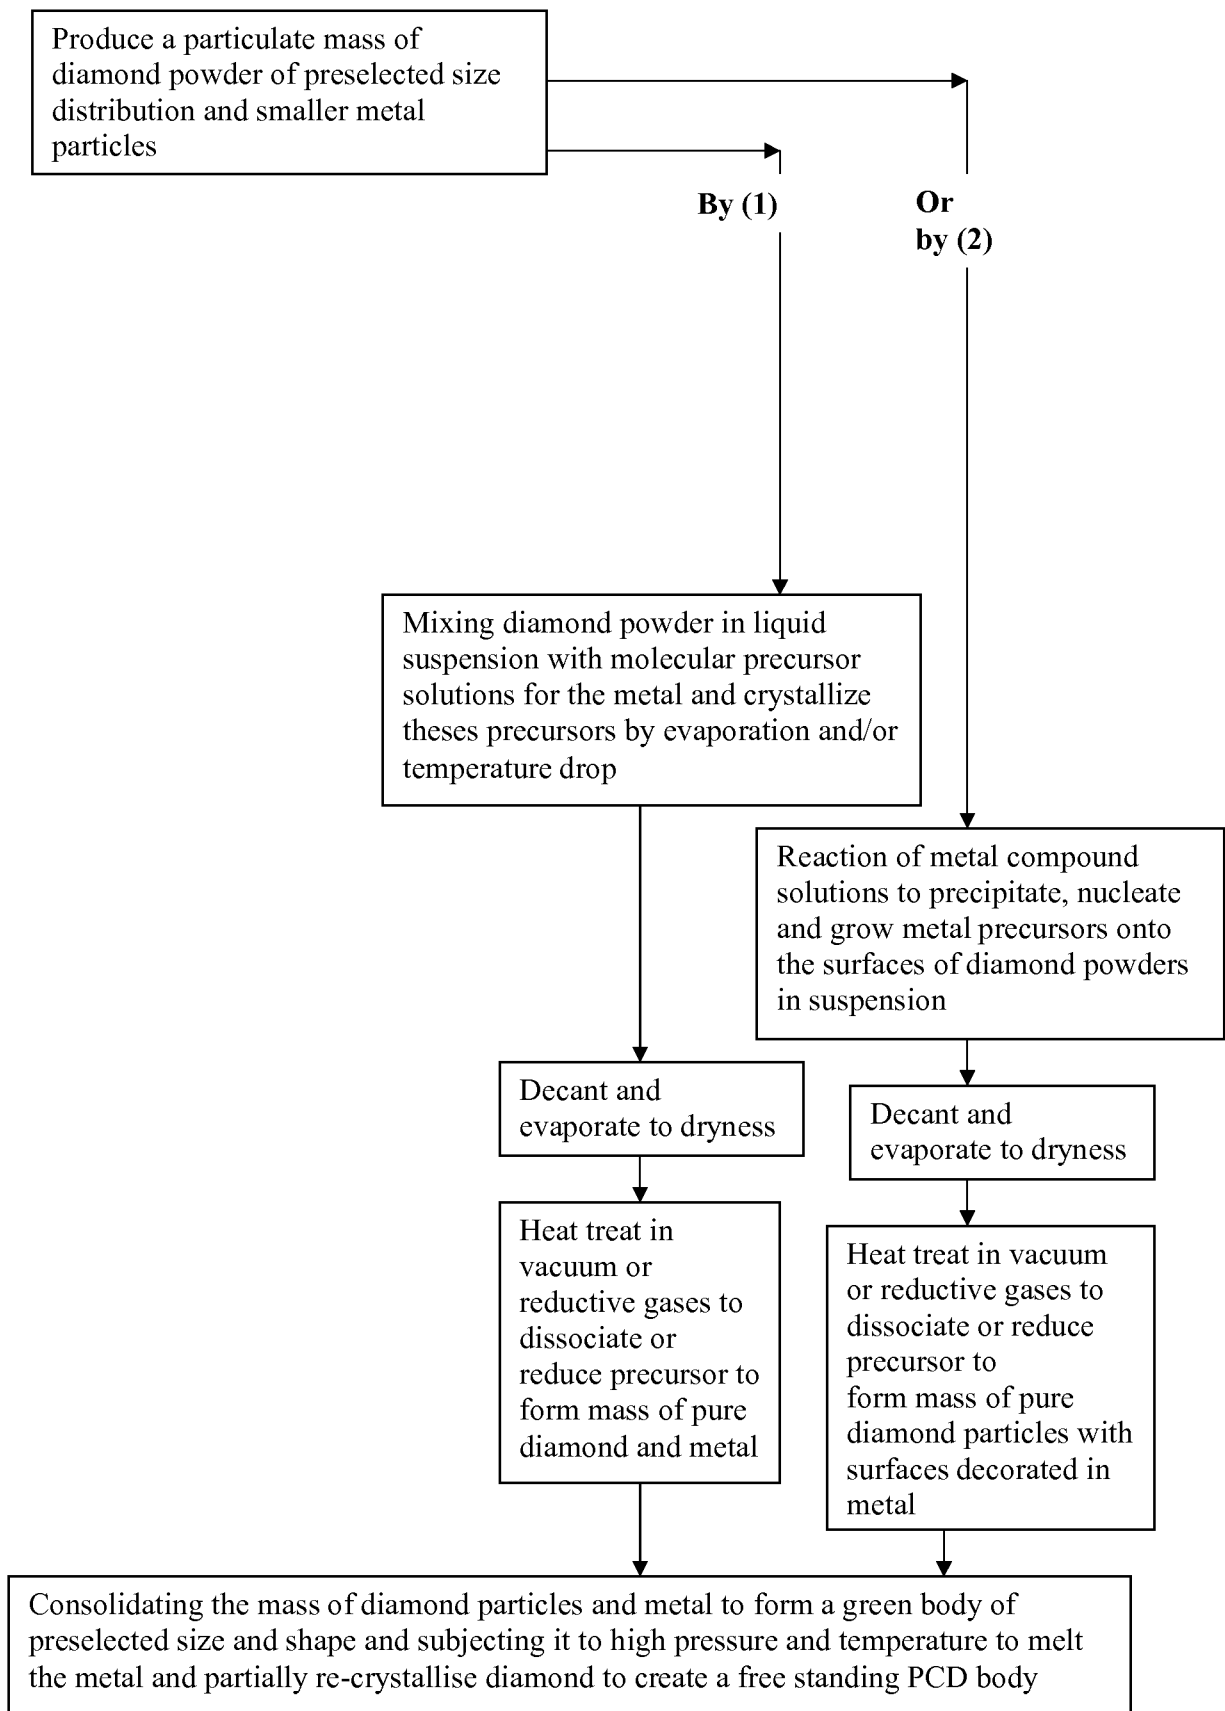 Produce a particulate mass of
diamond powder of preselected size
distribution and smaller metal
particles
By (1)
Or
by (2)
Mixing diamond powder in liquid
suspension with molecular precursor
solutions for the metal and crystallize
theses precursors by evaporation and/or
temperature drop
Reaction of metal compound
solutions to precipitate, nucleate
and grow metal precursors onto
the surfaces of diamond powders
in suspension
Decant and
evaporate to dryness
Decant and
evaporate to dryness
Heat treat in
vacuum or
reductive gases to
dissociate or
reduce precursor to
form mass of pure
diamond and metal
Heat treat in vacuum
or reductive gases to
dissociate or reduce
precursor to
form mass of pure
diamond particles with
surfaces decorated in
metal
Consolidating the mass of diamond particles and metal to form a green body of
preselected size and shape and subjecting it to high pressure and temperature to melt
the metal and partially re-crystallise diamond to create a free standing PCD body